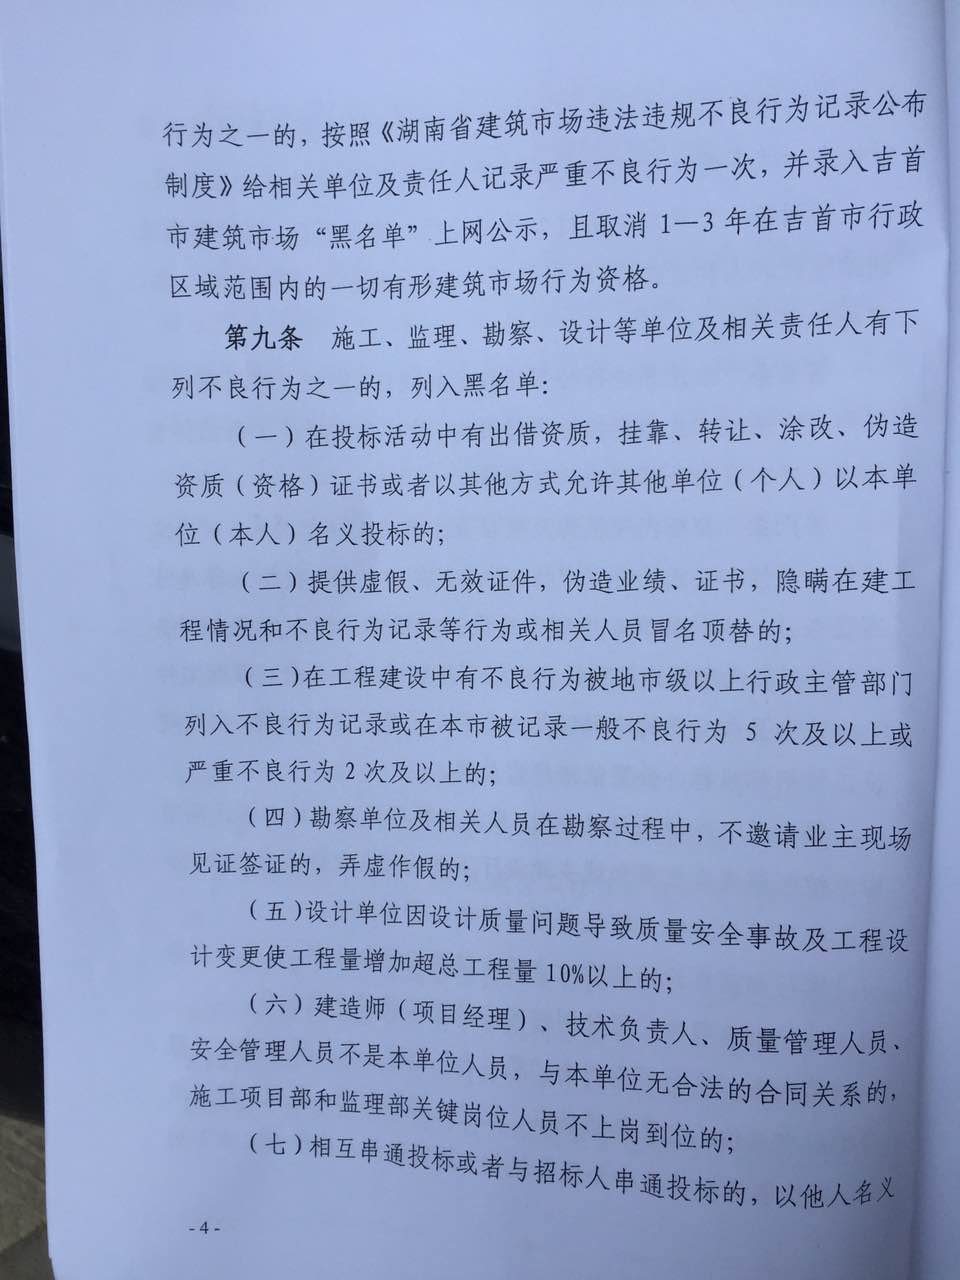 行为之一的，按照《湖南省建筑市场违法违规不良行为记录公布
制度》给相关单位及责任人记录严重不良行为一次，并录入吉首
市建筑市场“黑名单”上网公示，且取消 1—3 年在吉首市行政
区域范围内的一切有形建筑市场行为资格。
第九条 施工、监理、勘察、设计等单位及相关责任人有下
列不良行为之一的，列入黑名单：
（一）在投标活动中有出借资质，挂靠、转让、涂改、伪造
资质（资格）证书或者以其他方式允许其他单位（个人）以本单
位（本人）名义投标的；
（二）提供虚假、无效证件，伪造业绩、证书，隐瞒在建工
程情况和不良行为记录等行为或相关人员冒名顶替的；
（三）在工程建设中有不良行为被地市级以上行政主管部门
列入不良行为记录或在本市被记录一般不良行为 5 次及以上或
严重不良行为 2 次及以上的；
（四）勘察单位及相关人员在勘察过程中，不邀请业主现场
见证签证的，弄虚作假的；
（五）设计单位因设计质量问题导致质量安全事故及工程设
计变更使工程量增加超总工程量 10%以上的；
（六）建造师（项目经理）、技术负责人、质量管理人员、
安全管理人员不是本单位人员，与本单位无合法的合同关系的，
施工项目部和监理部关键岗位人员不上岗到位的；
（七）相互串通投标或者与招标人串通投标的，以他人名义
- 4 -